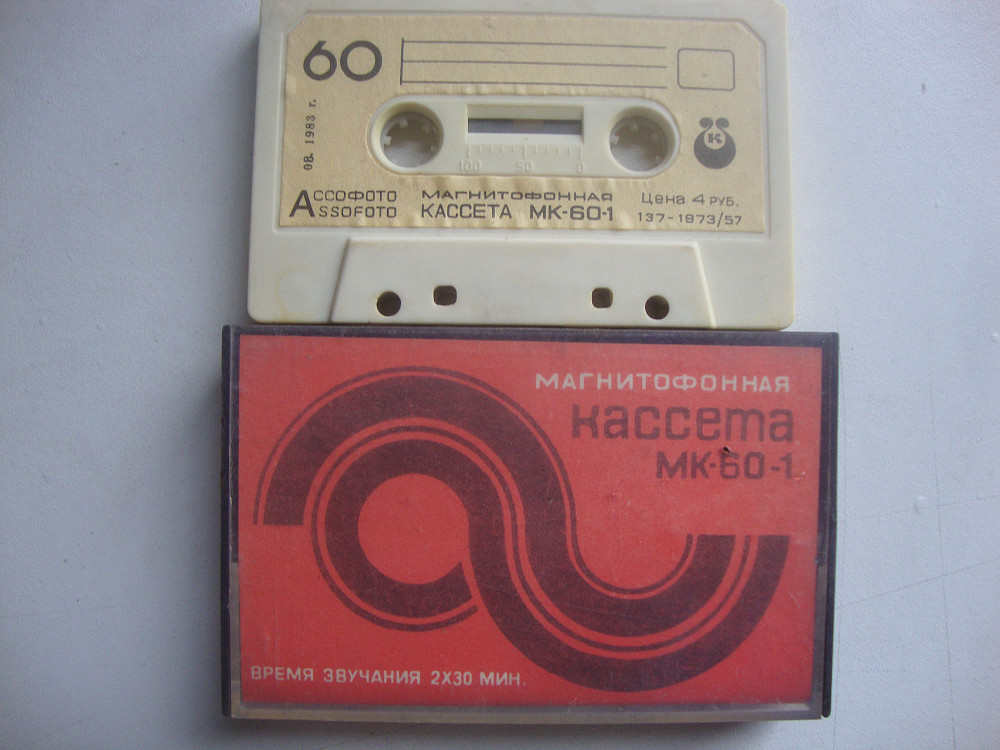 60
08. 1983 г.
100 50 0
К
АССОФОТО
ASSOFOTO
МАГНИТОФОННАЯ
КАССЕТА МК-60-1
Цена 4 РУБ.
137-1973/57
МАГНИТОФОННАЯ
кассета
МК-60-1
ВРЕМЯ ЗВУЧАНИЯ 2X30 МИН.